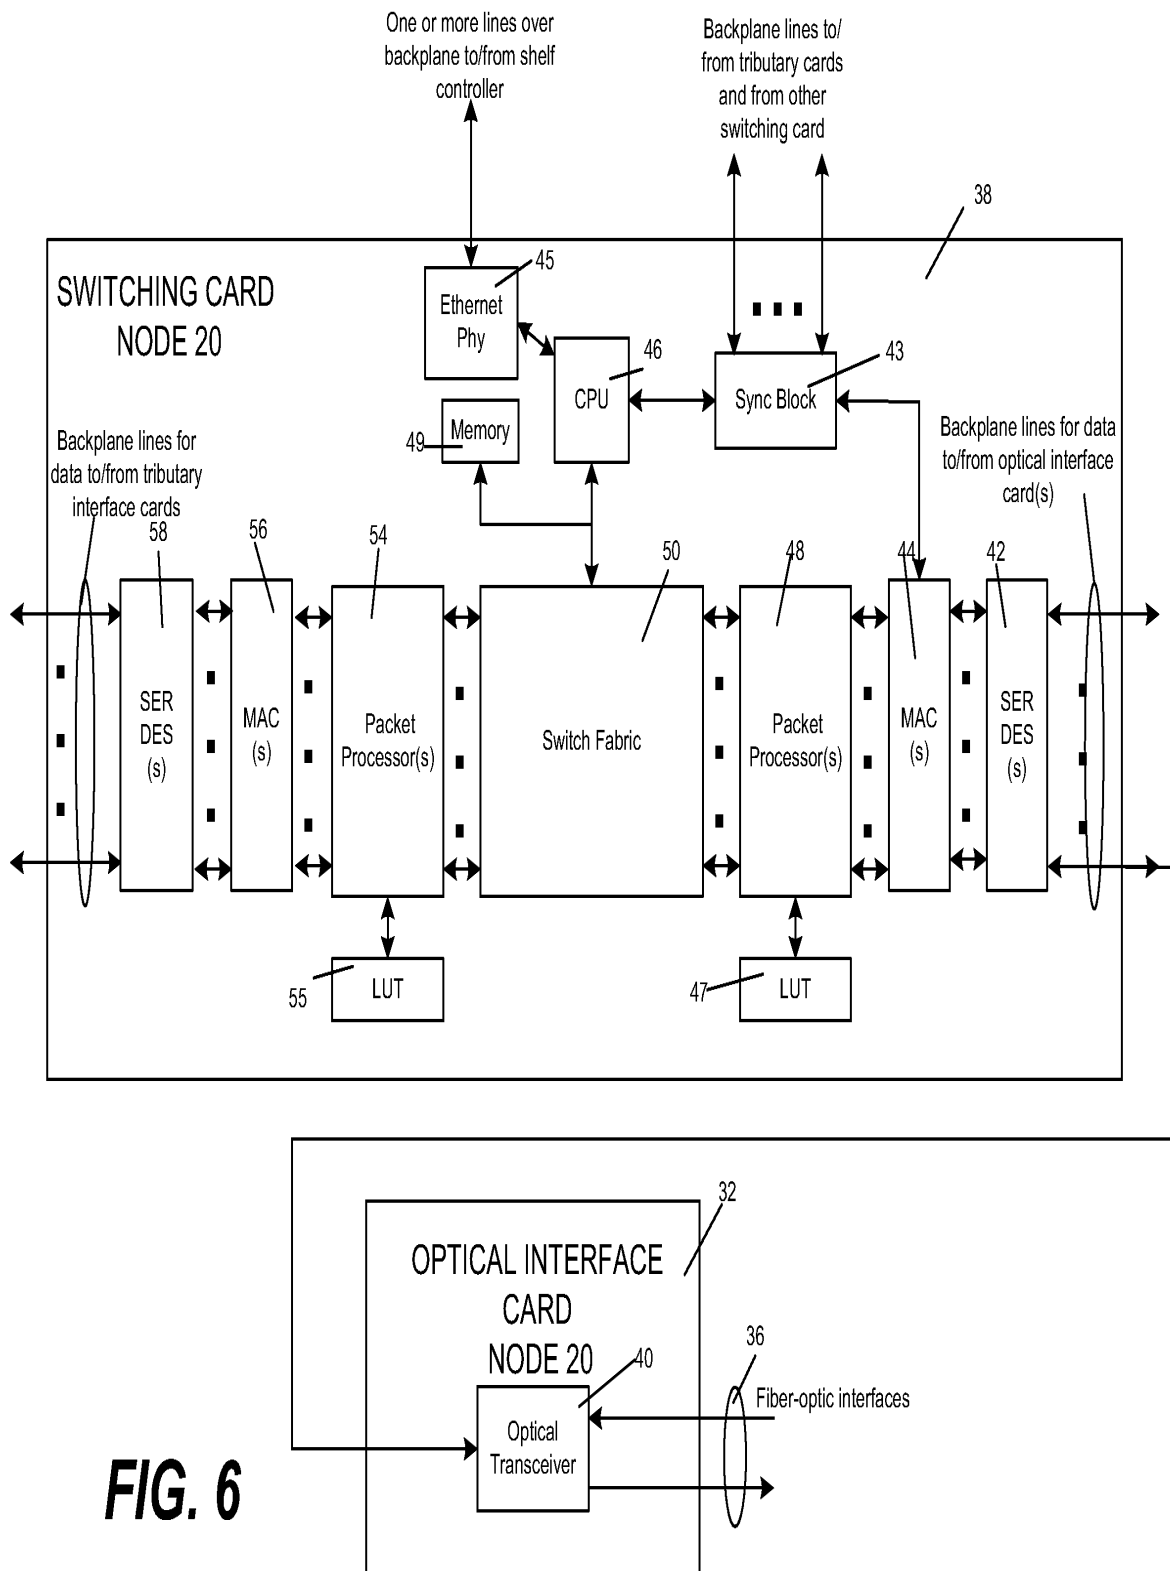 One or more lines over
backplane to/from shelf
controller
Backplane lines to/
from tributary cards
and from other
switching card
38
SWITCHING CARD
NODE 20
45
Ethernet
Phy
46
CPU
43
Sync Block
49
Memory
Backplane lines for
data to/from tributary
interface cards
Backplane lines for data
to/from optical interface
card(s)
58
56
54
50
48
44
42
SER
DES
(s)
MAC
(s)
Packet
Processor(s)
Switch Fabric
Packet
Processor(s)
MAC
(s)
SER
DES
(s)
55
LUT
47
LUT
32
OPTICAL INTERFACE
CARD
NODE 20
40
36
Optical
Transceiver
Fiber-optic interfaces
FIG. 6